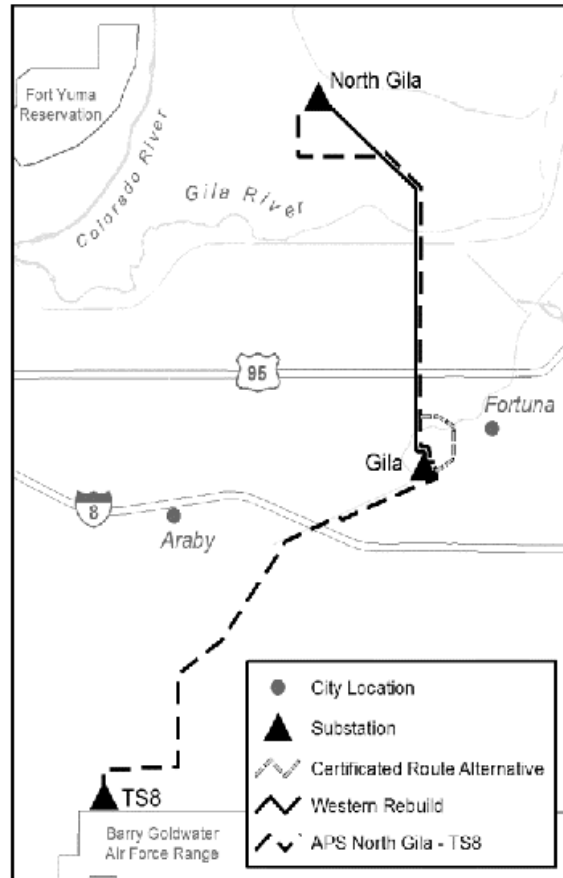 North Gila
Fort Yuma
Reservation
Colorado River
Gila River
95
Fortuna
Gila
8
Araby
TS8
Barry Goldwater
Air Force Range
City Location
Substation
Certificated Route Alternative
Western Rebuild
APS North Gila - TS8